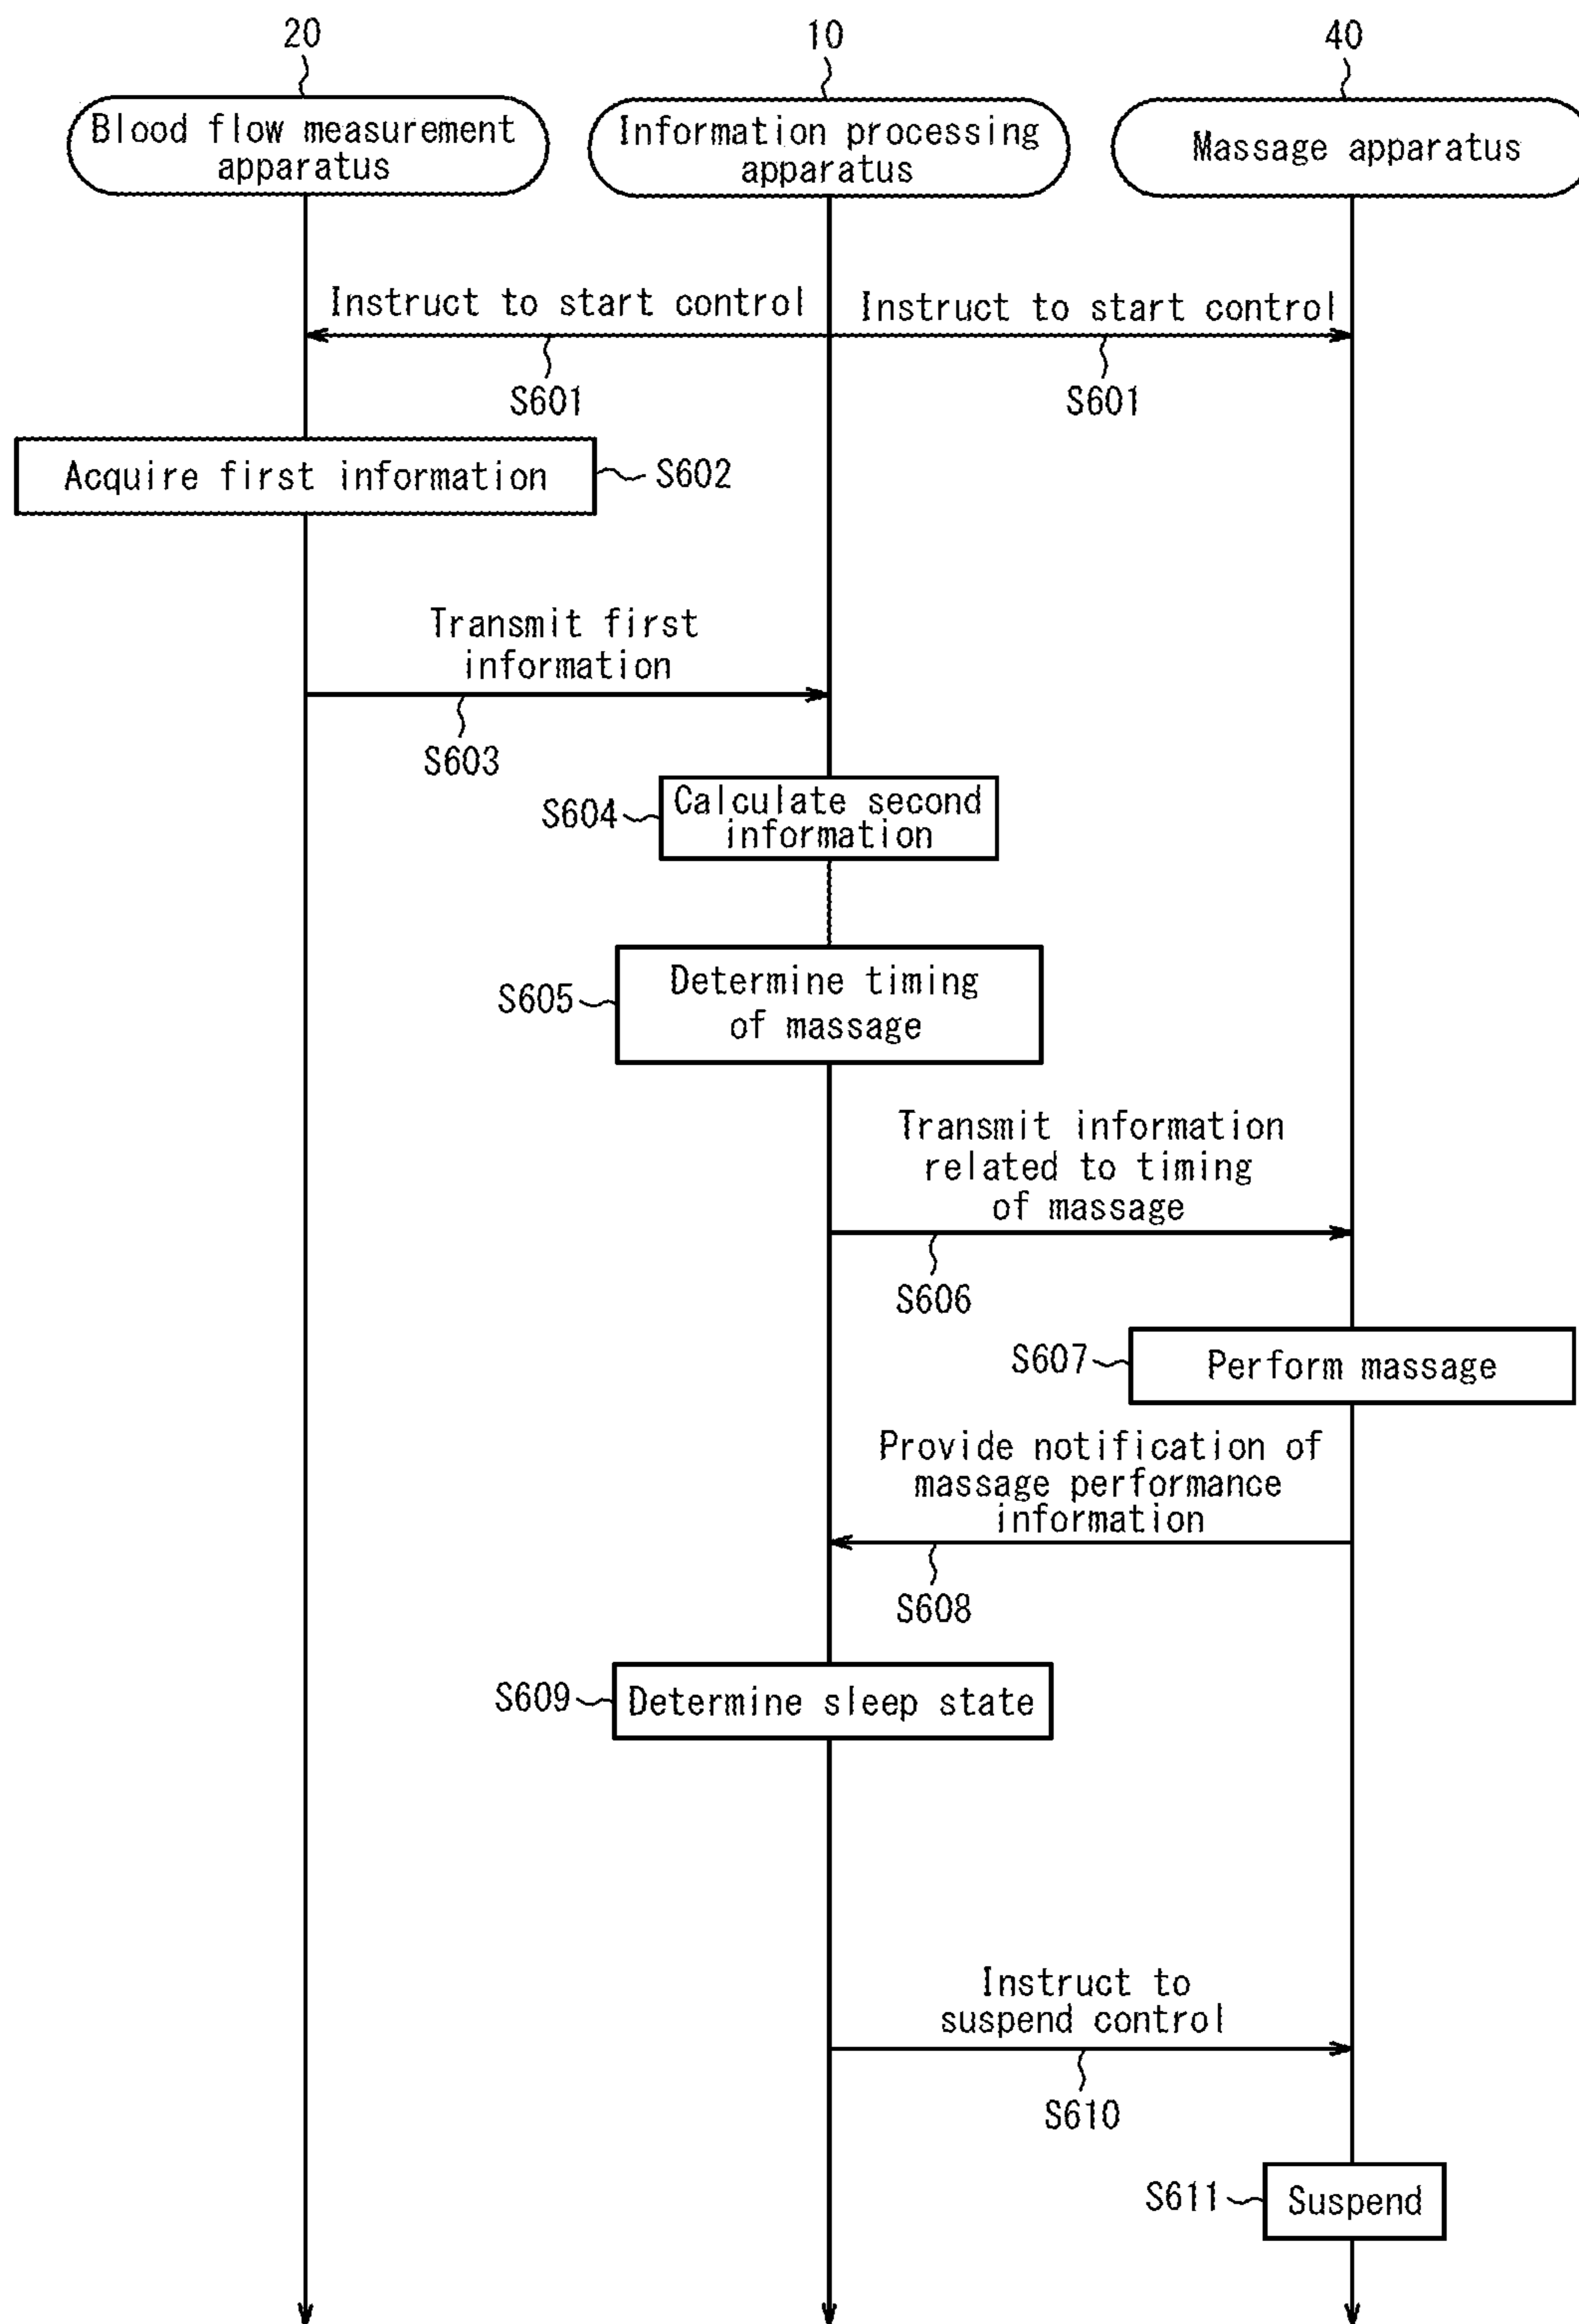 20
10
40
Blood flow measurement
apparatus
Information processing
apparatus
Massage apparatus
Instruct to start control
Instruct to start control
S601
S601
Acquire first information
S602
Transmit first
information
S603
S604
Calculate second
information
S605
Determine timing
of massage
Transmit information
related to timing
of massage
S606
S607
Perform massage
Provide notification of
massage performance
information
S608
S609
Determine sleep state
Instruct to
suspend control
S610
S611
Suspend